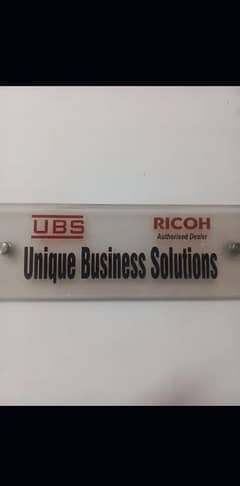 UBS RICOH
Authorised Dealer
Unique Business Solutions